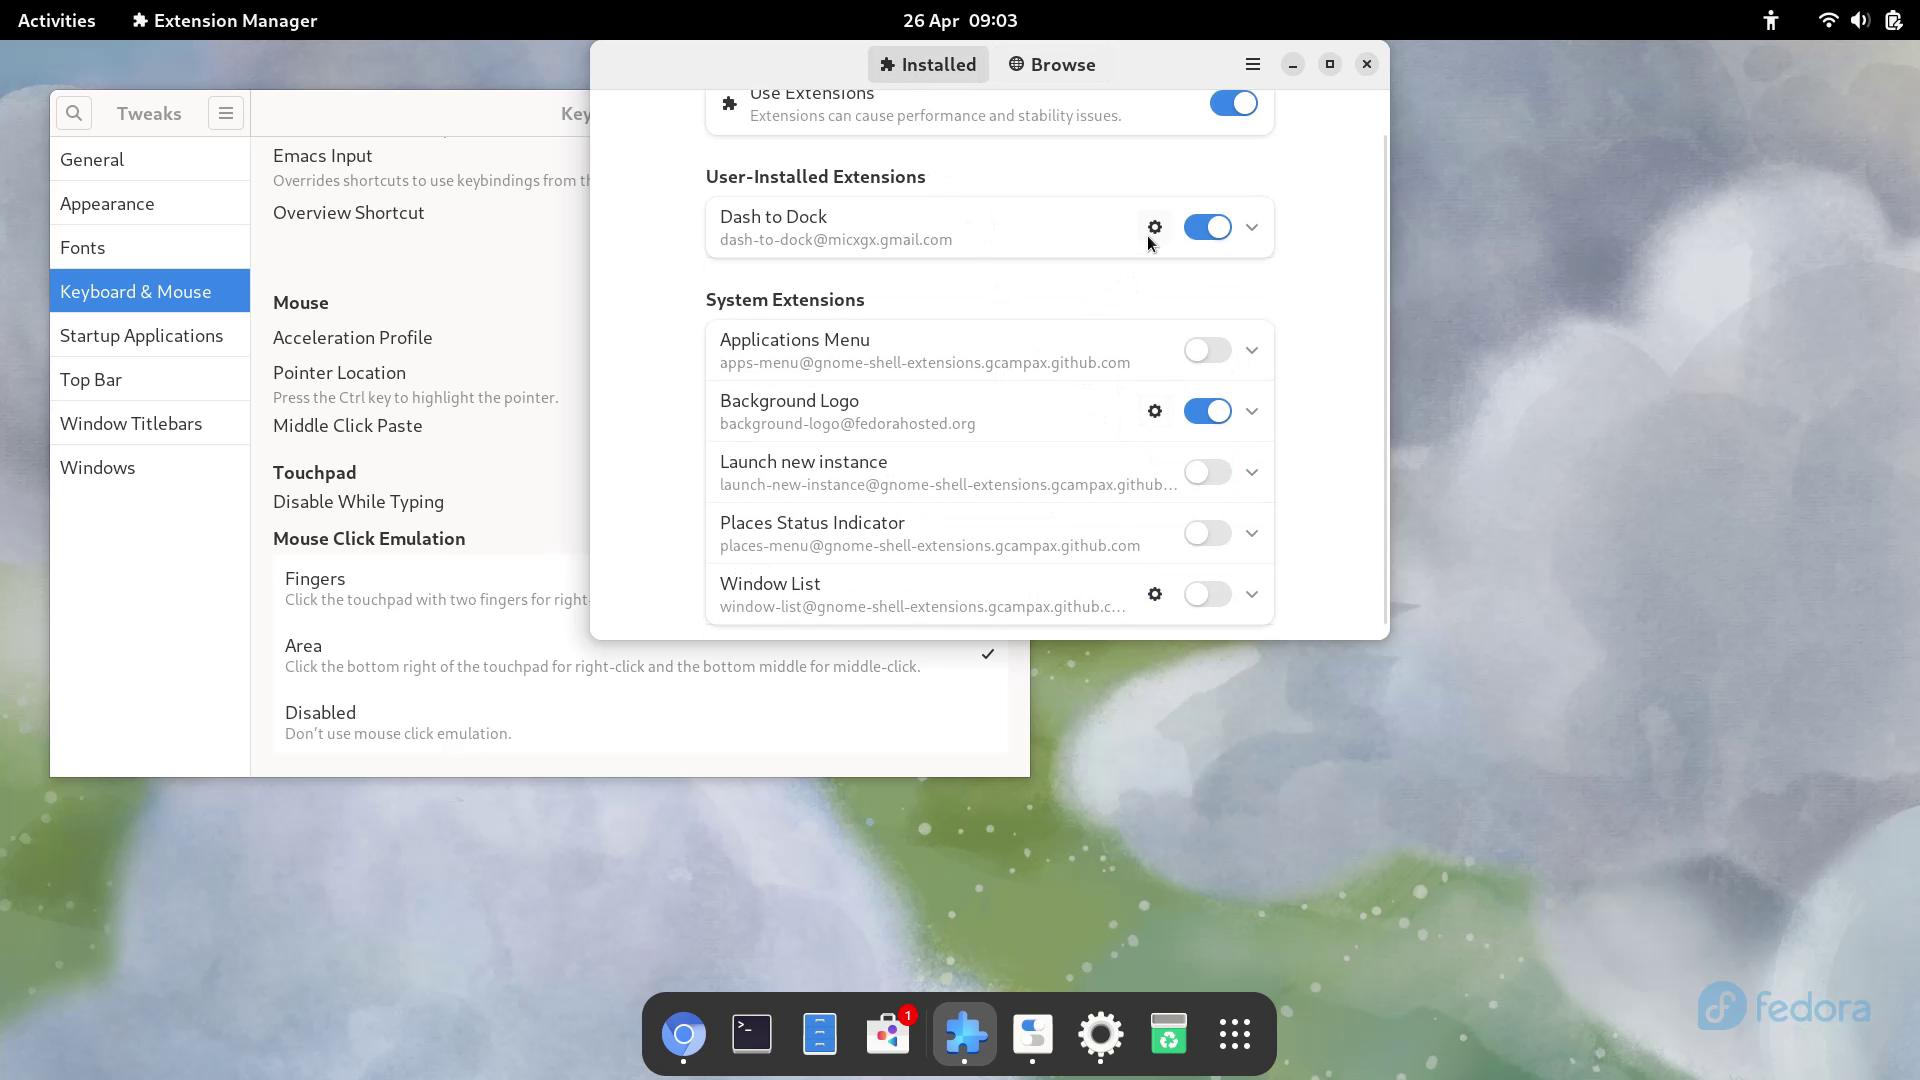 Activities
Extension Manager
26 Apr 09:03
Installed
Browse
Use Extensions
Extensions can cause performance and stability issues.
User-Installed Extensions
Dash to Dock
dash-to-dock@micxgx.gmail.com
System Extensions
Applications Menu
apps-menu@gnome-shell-extensions.gcampax.github.com
Background Logo
background-logo@fedorahosted.org
Launch new instance
launch-new-instance@gnome-shell-extensions.gcampax.github...
Places Status Indicator
places-menu@gnome-shell-extensions.gcampax.github.com
Window List
window-list@gnome-shell-extensions.gcampax.github.c...
Tweaks
Key
General
Appearance
Fonts
Keyboard & Mouse
Startup Applications
Top Bar
Window Titlebars
Windows
Emacs Input
Overrides shortcuts to use keybindings from th
Overview Shortcut
Mouse
Acceleration Profile
Pointer Location
Press the Ctrl key to highlight the pointer.
Middle Click Paste
Touchpad
Disable While Typing
Mouse Click Emulation
Fingers
Click the touchpad with two fingers for right-
Area
Click the bottom right of the touchpad for right-click and the bottom middle for middle-click.
Disabled
Don't use mouse click emulation.
fedora
1